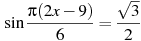 sin π(2x − 9)/6 = √3/2